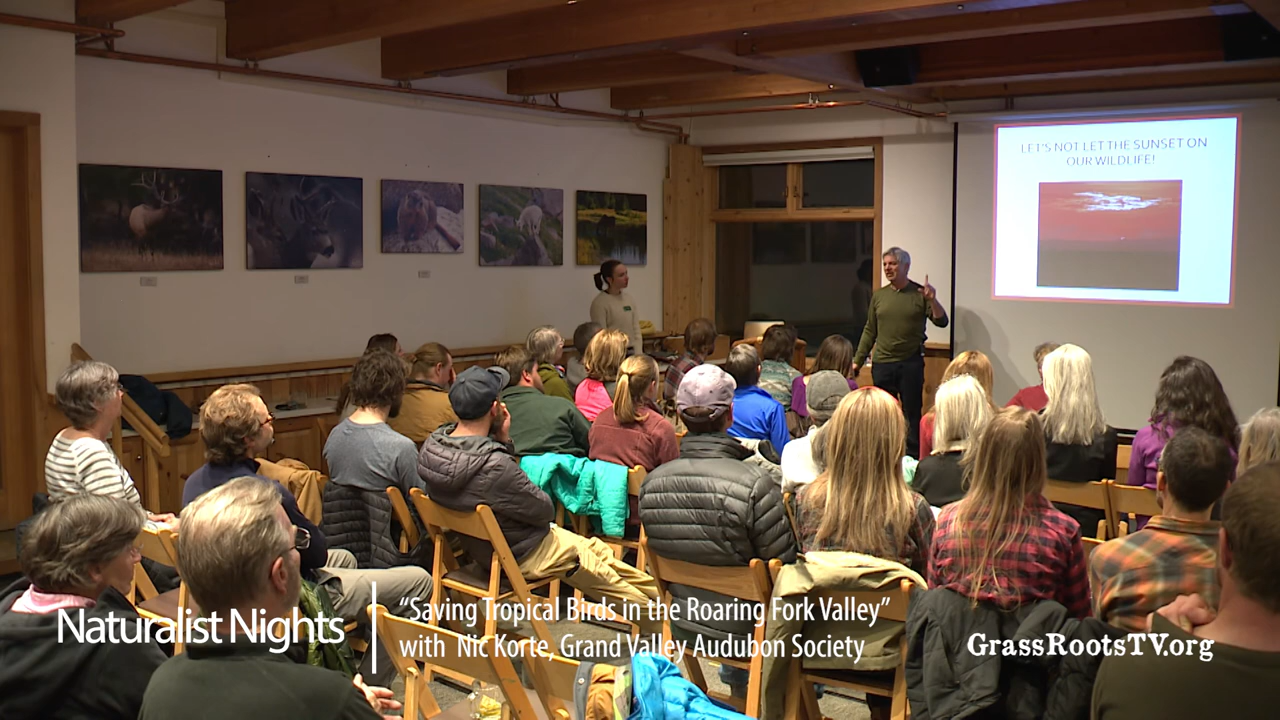 LET'S NOT LET THE SUNSET ON
OUR WILDLIFE!
Naturalist Nights
“Saving Tropical Birds in the Roaring Fork Valley”
with Nic Korte, Grand Valley Audubon Society
GrassRootsTV.org